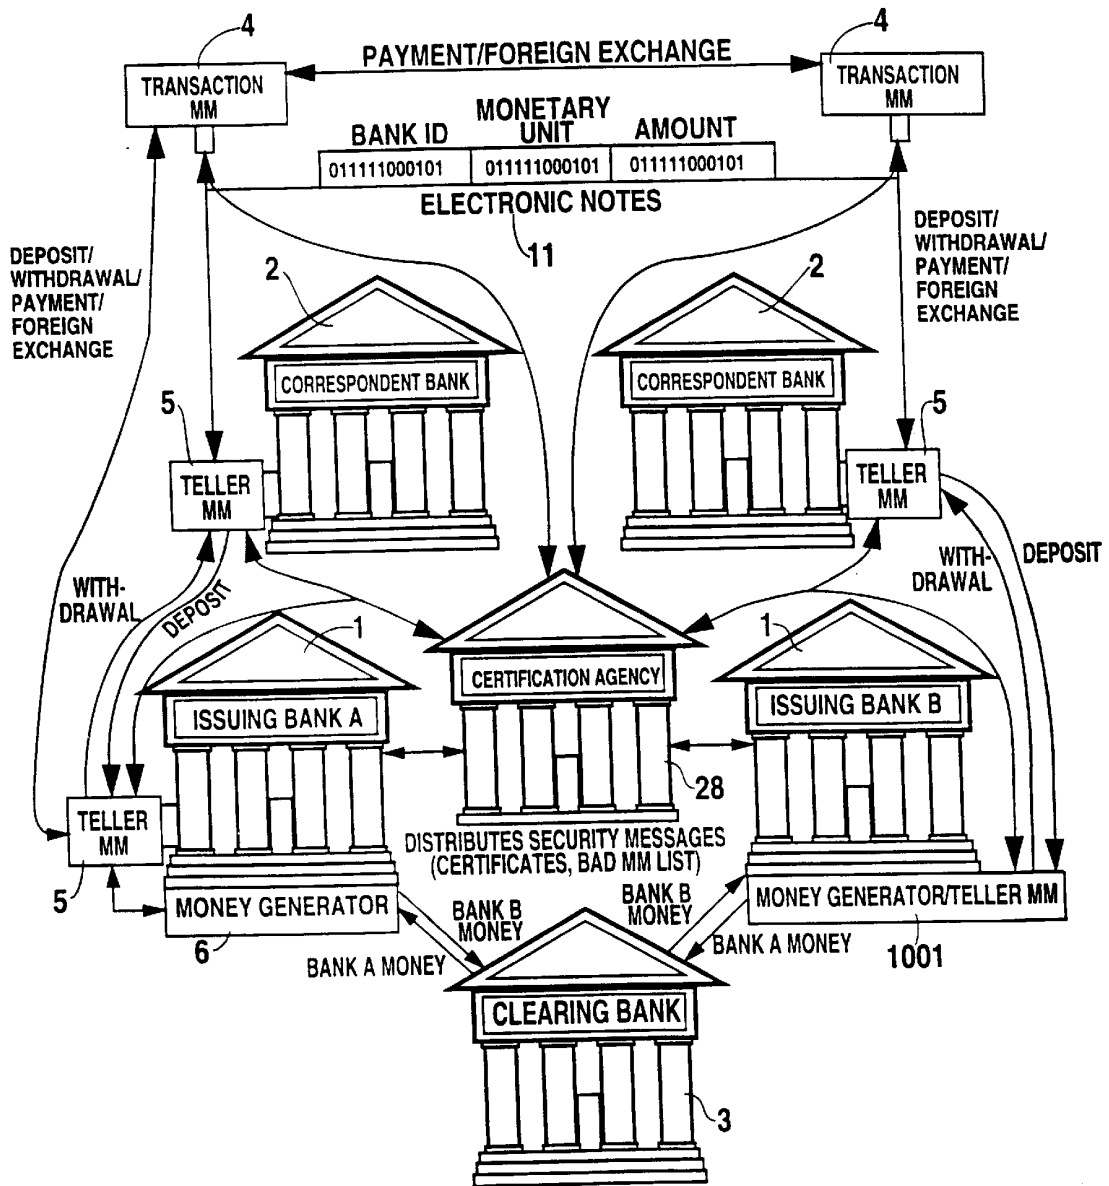 4
4
PAYMENT/FOREIGN EXCHANGE
TRANSACTION
MM
TRANSACTION
MM
MONETARY
BANK ID UNIT AMOUNT
011111000101 011111000101 011111000101
ELECTRONIC NOTES
11
DEPOSIT/
WITHDRAWAL/
PAYMENT/
FOREIGN
EXCHANGE
DEPOSIT/
WITHDRAWAL/
PAYMENT/
FOREIGN
EXCHANGE
2
2
CORRESPONDENT BANK
CORRESPONDENT BANK
5
5
TELLER
MM
TELLER
MM
WITH-
DRAWAL
DEPOSIT
WITH-
DRAWAL
DEPOSIT
1
1
ISSUING BANK A
CERTIFICATION AGENCY
ISSUING BANK B
28
TELLER
MM
5
DISTRIBUTES SECURITY MESSAGES
(CERTIFICATES, BAD MM LIST)
MONEY GENERATOR
6
MONEY GENERATOR/TELLER MM
1001
BANK B
MONEY
BANK B
MONEY
BANK A MONEY
BANK A MONEY
CLEARING BANK
3